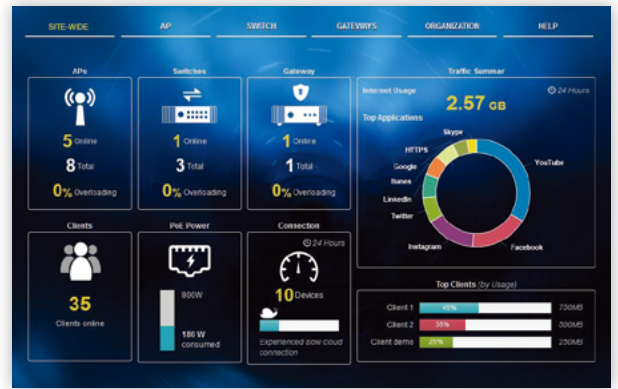 SITE-WIDE
AP
SWITCH
GATEWAYS
ORGANIZATION
HELP
APs
5 Online
8 Total
0% Overloading
Switches
1 Online
3 Total
0% Overloading
Gateway
1 Online
1 Total
0% Overloading
Traffic Summar
Internet Usage
24 Hours
2.57 GB
Top Applications
Skype
HTTPS
Google
Itunes
LinkedIn
Twitter
Instagram
Facebook
YouTube
Clients
35
Clients online
PoE Power
800W
180 W
consumed
Connection
24 Hours
10 Devices
Experienced slow cloud
connection
Top Clients (by Usage)
Client 1 45% 750MB
Client 2 35% 500MB
Client demo 25% 250MB